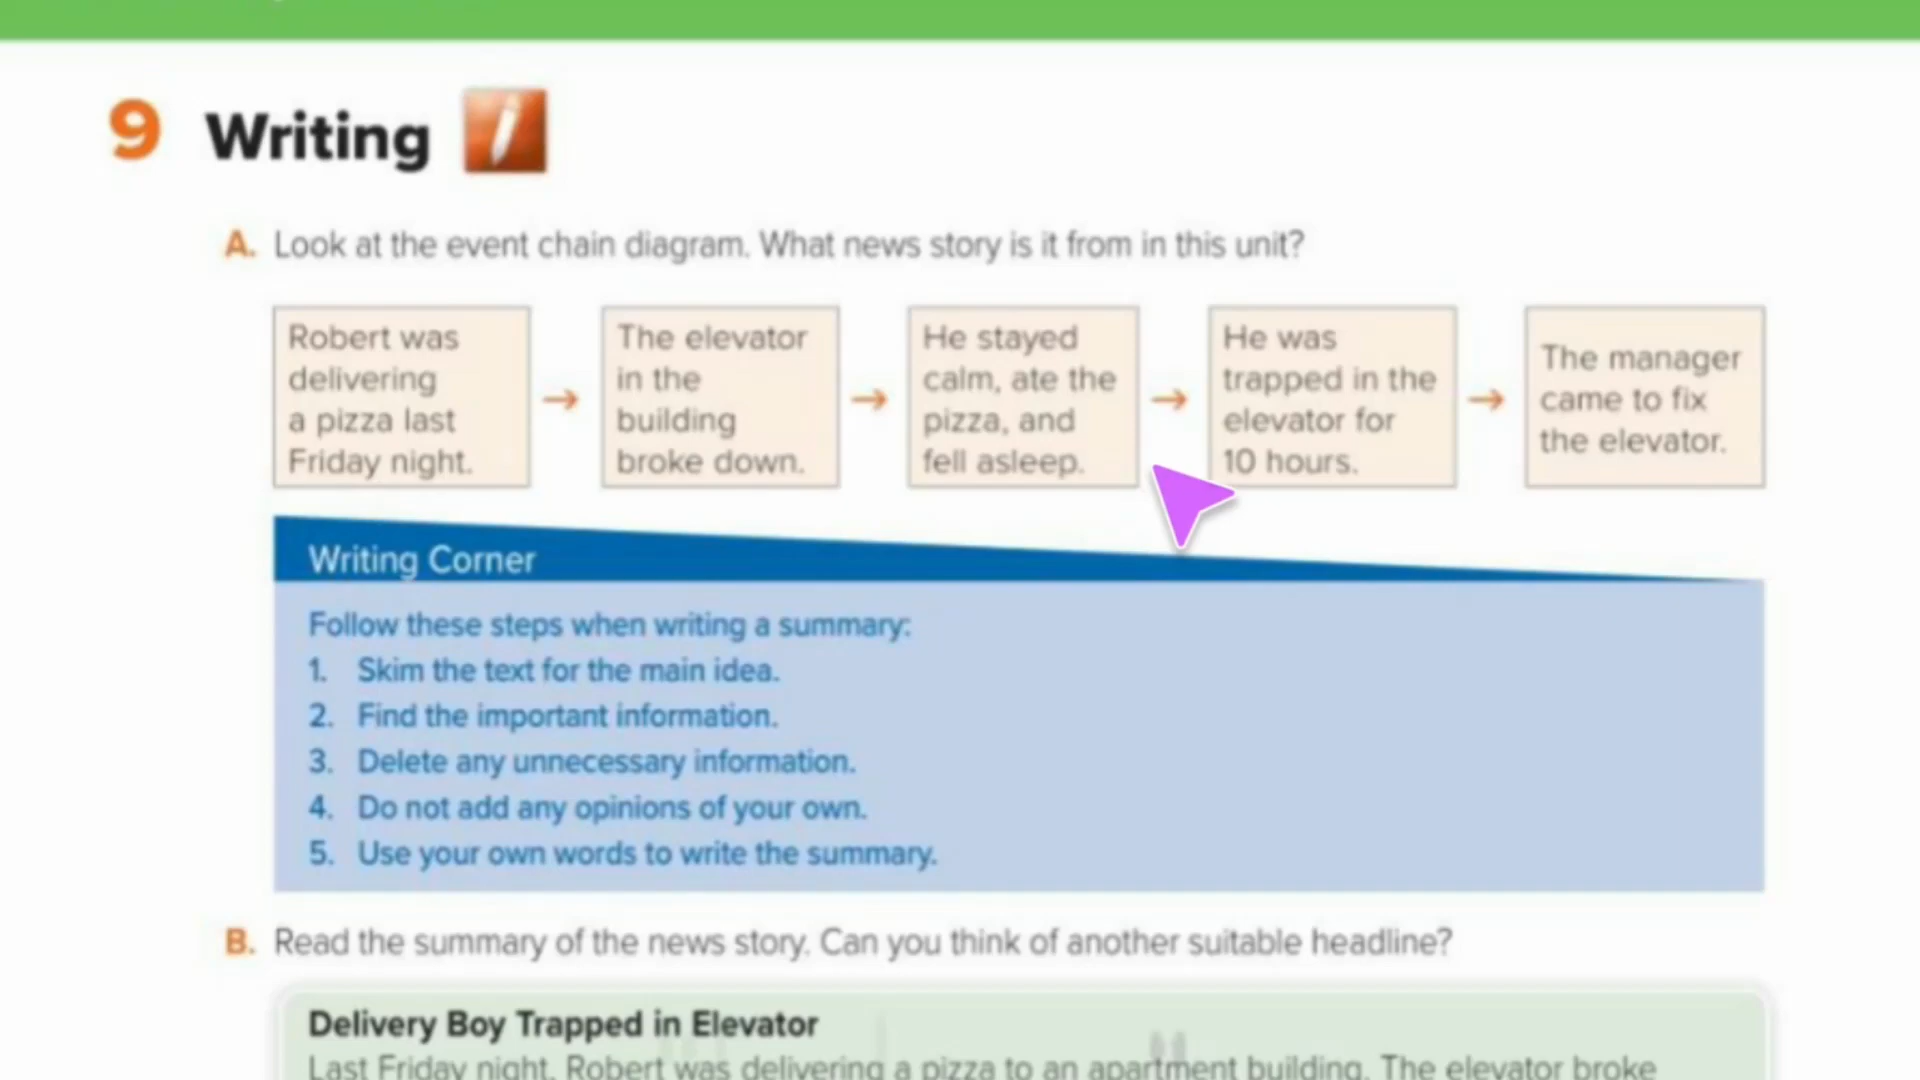 9 Writing
A. Look at the event chain diagram. What news story is it from in this unit?
Robert was
delivering
a pizza last
Friday night.
The elevator
in the
building
broke down.
He stayed
calm, ate the
pizza, and
fell asleep.
He was
trapped in the
elevator for
10 hours.
The manager
came to fix
the elevator.
Writing Corner
Follow these steps when writing a summary:
1. Skim the text for the main idea.
2. Find the important information.
3. Delete any unnecessary information.
4. Do not add any opinions of your own.
5. Use your own words to write the summary.
B. Read the summary of the news story. Can you think of another suitable headline?
Delivery Boy Trapped in Elevator
Last Friday night, Robert was delivering a pizza to an apartment building. The elevator broke